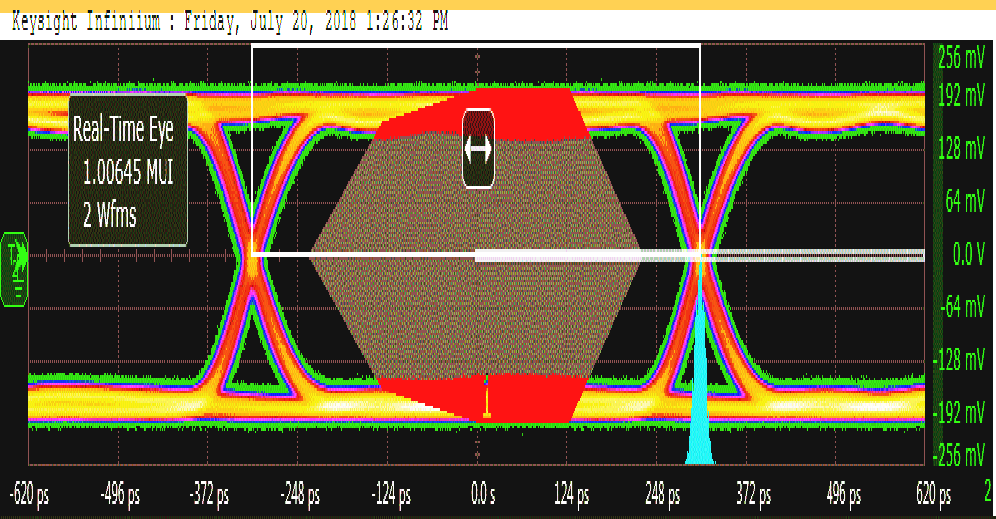 Keysight Infiniium : Friday, July 20, 2018 1:26:32 PM
Real-Time Eye
1.00645 MUI
2 Wfms
256 mV
192 mV
128 mV
64 mV
0.0 V
-64 mV
-128 mV
-192 mV
-256 mV
-620 ps -496 ps -372 ps -248 ps -124 ps 0.0 s 124 ps 248 ps 372 ps 496 ps 620 ps 2